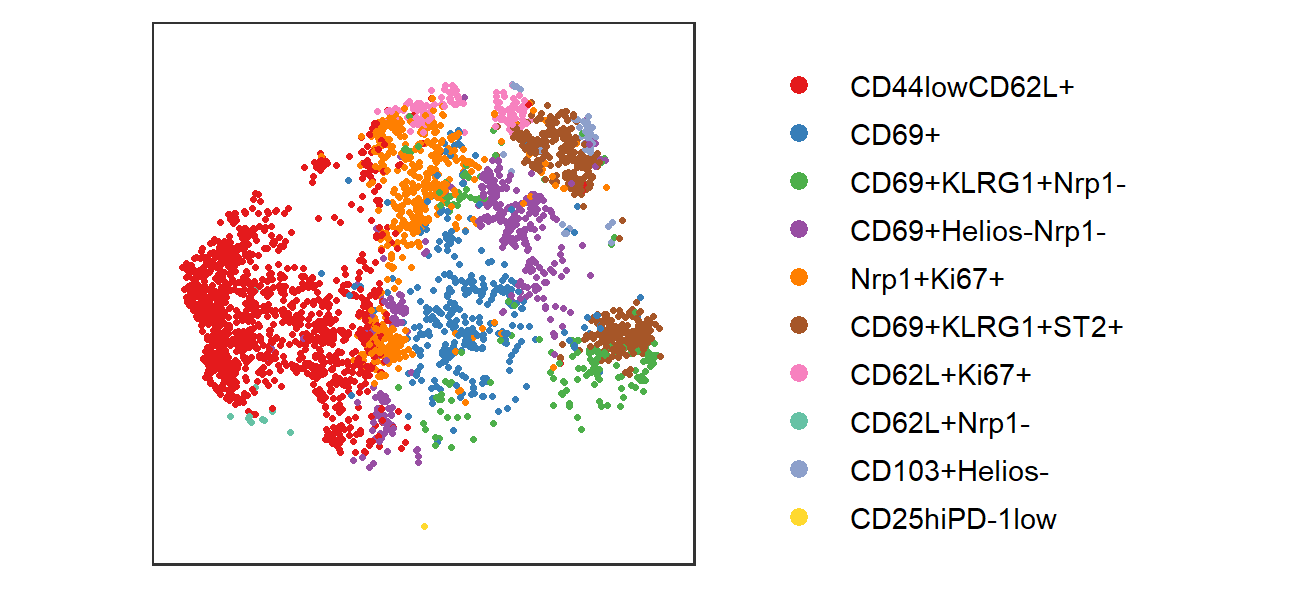 CD44lowCD62L+
CD69+
CD69+KLRG1+Nrp1-
CD69+Helios-Nrp1-
Nrp1+Ki67+
CD69+KLRG1+ST2+
CD62L+Ki67+
CD62L+Nrp1-
CD103+Helios-
CD25hiPD-1low